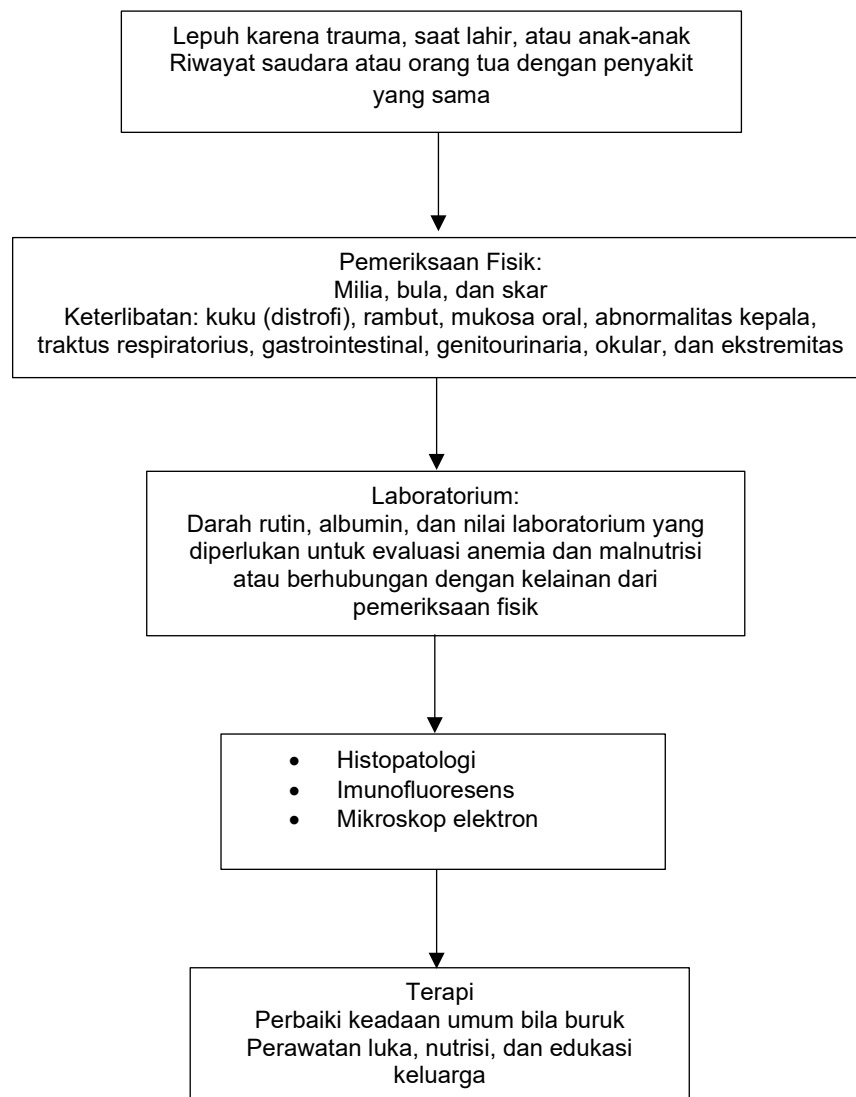 Lepuh karena trauma, saat lahir, atau anak-anak
Riwayat saudara atau orang tua dengan penyakit
yang sama
Pemeriksaan Fisik:
Milia, bula, dan skar
Keterlibatan: kuku (distrofi), rambut, mukosa oral, abnormalitas kepala,
traktus respiratorius, gastrointestinal, genitourinaria, okular, dan ekstremitas
Laboratorium:
Darah rutin, albumin, dan nilai laboratorium yang
diperlukan untuk evaluasi anemia dan malnutrisi
atau berhubungan dengan kelainan dari
pemeriksaan fisik
• Histopatologi
• Imunofluoresens
• Mikroskop elektron
Terapi
Perbaiki keadaan umum bila buruk
Perawatan luka, nutrisi, dan edukasi
keluarga